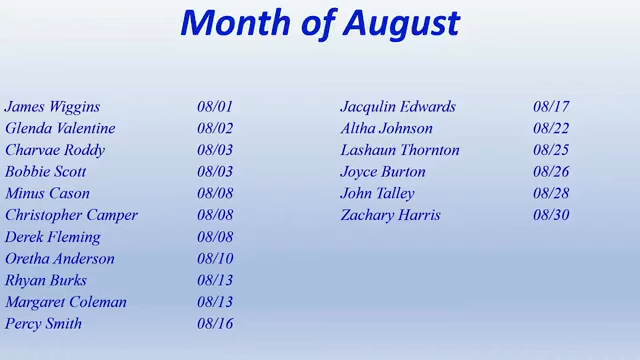 Month of August
James Wiggins 08/01
Glenda Valentine 08/02
Charvae Roddy 08/03
Bobbie Scott 08/03
Minus Cason 08/08
Christopher Camper 08/08
Derek Fleming 08/08
Oretha Anderson 08/10
Rhyan Burks 08/13
Margaret Coleman 08/13
Percy Smith 08/16
Jacqulin Edwards 08/17
Altha Johnson 08/22
Lashaun Thornton 08/25
Joyce Burton 08/26
John Talley 08/28
Zachary Harris 08/30